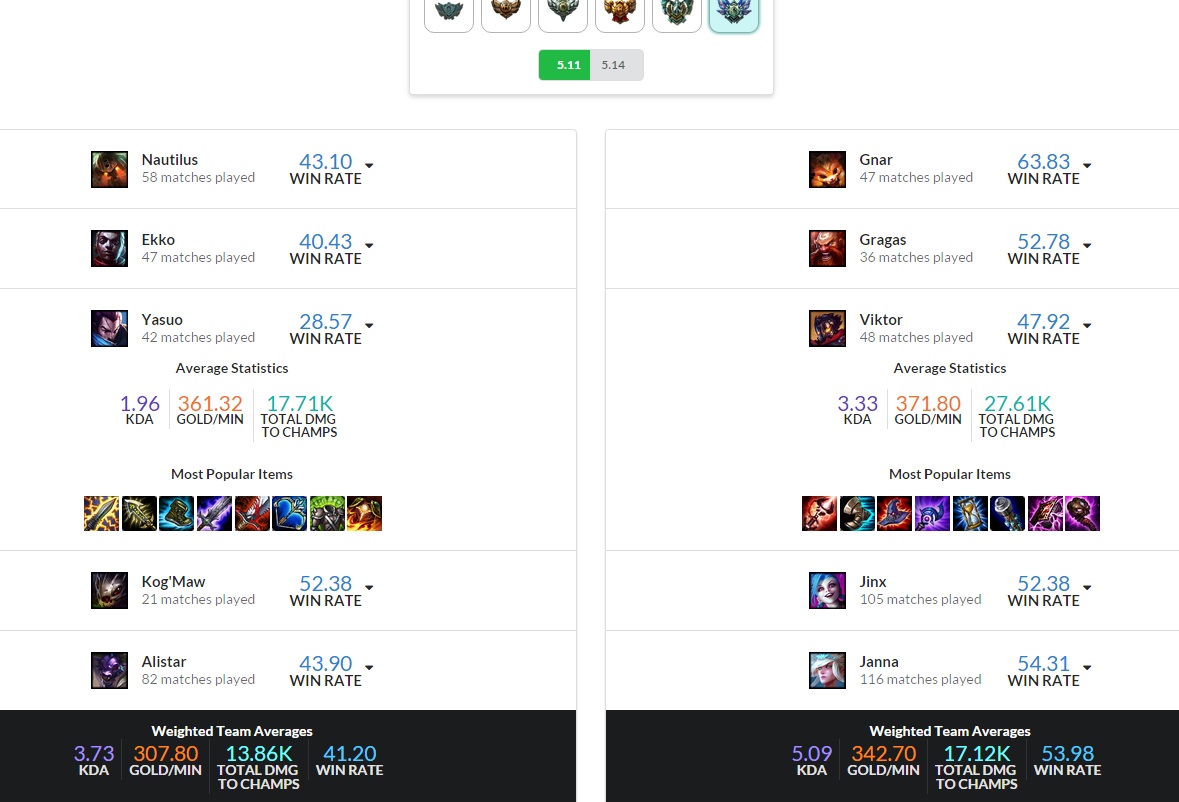 5.11 5.14
Nautilus
58 matches played
43.10
WIN RATE
Ekko
47 matches played
40.43
WIN RATE
Yasuo
42 matches played
28.57
WIN RATE
Average Statistics
1.96 361.32 17.71K
KDA GOLD/MIN TOTAL DMG
TO CHAMPS
Most Popular Items
Kog'Maw
21 matches played
52.38
WIN RATE
Alistar
82 matches played
43.90
WIN RATE
Weighted Team Averages
3.73 307.80 13.86K 41.20
KDA GOLD/MIN TOTAL DMG WIN RATE
TO CHAMPS
Gnar
47 matches played
63.83
WIN RATE
Gragas
36 matches played
52.78
WIN RATE
Viktor
48 matches played
47.92
WIN RATE
Average Statistics
3.33 371.80 27.61K
KDA GOLD/MIN TOTAL DMG
TO CHAMPS
Most Popular Items
Jinx
105 matches played
52.38
WIN RATE
Janna
116 matches played
54.31
WIN RATE
Weighted Team Averages
5.09 342.70 17.12K 53.98
KDA GOLD/MIN TOTAL DMG WIN RATE
TO CHAMPS